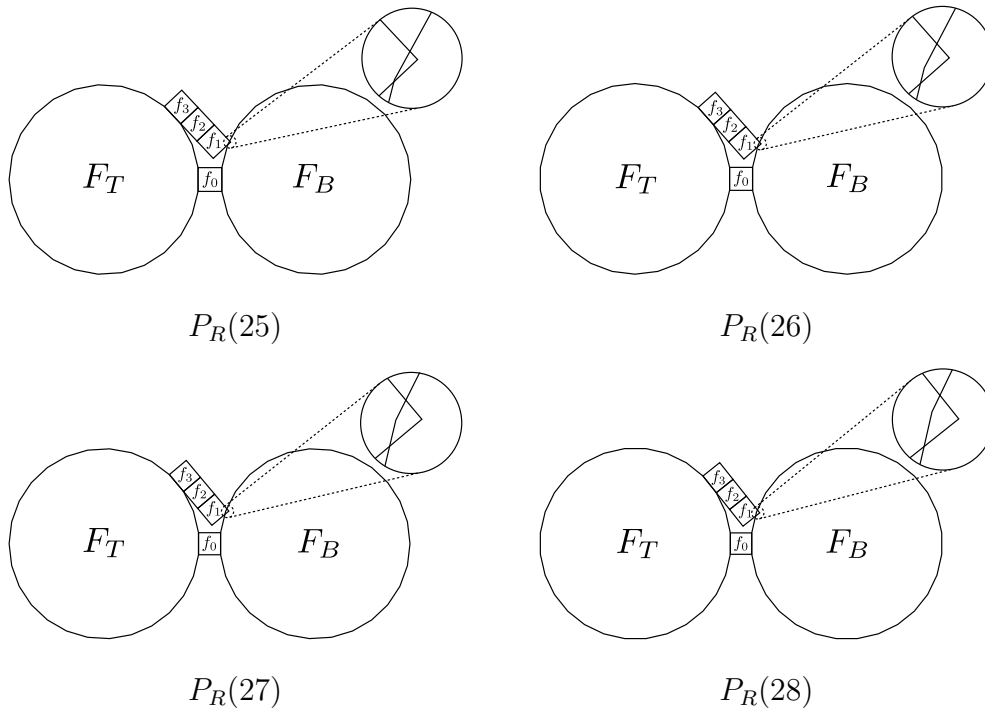 f₃ f₂ f₁ f₀ F_T F_B
f₃ f₂ f₁ f₀ F_T F_B
P_R(25) P_R(26)
f₃ f₂ f₁ f₀ F_T F_B
f₃ f₂ f₁ f₀ F_T F_B
P_R(27) P_R(28)